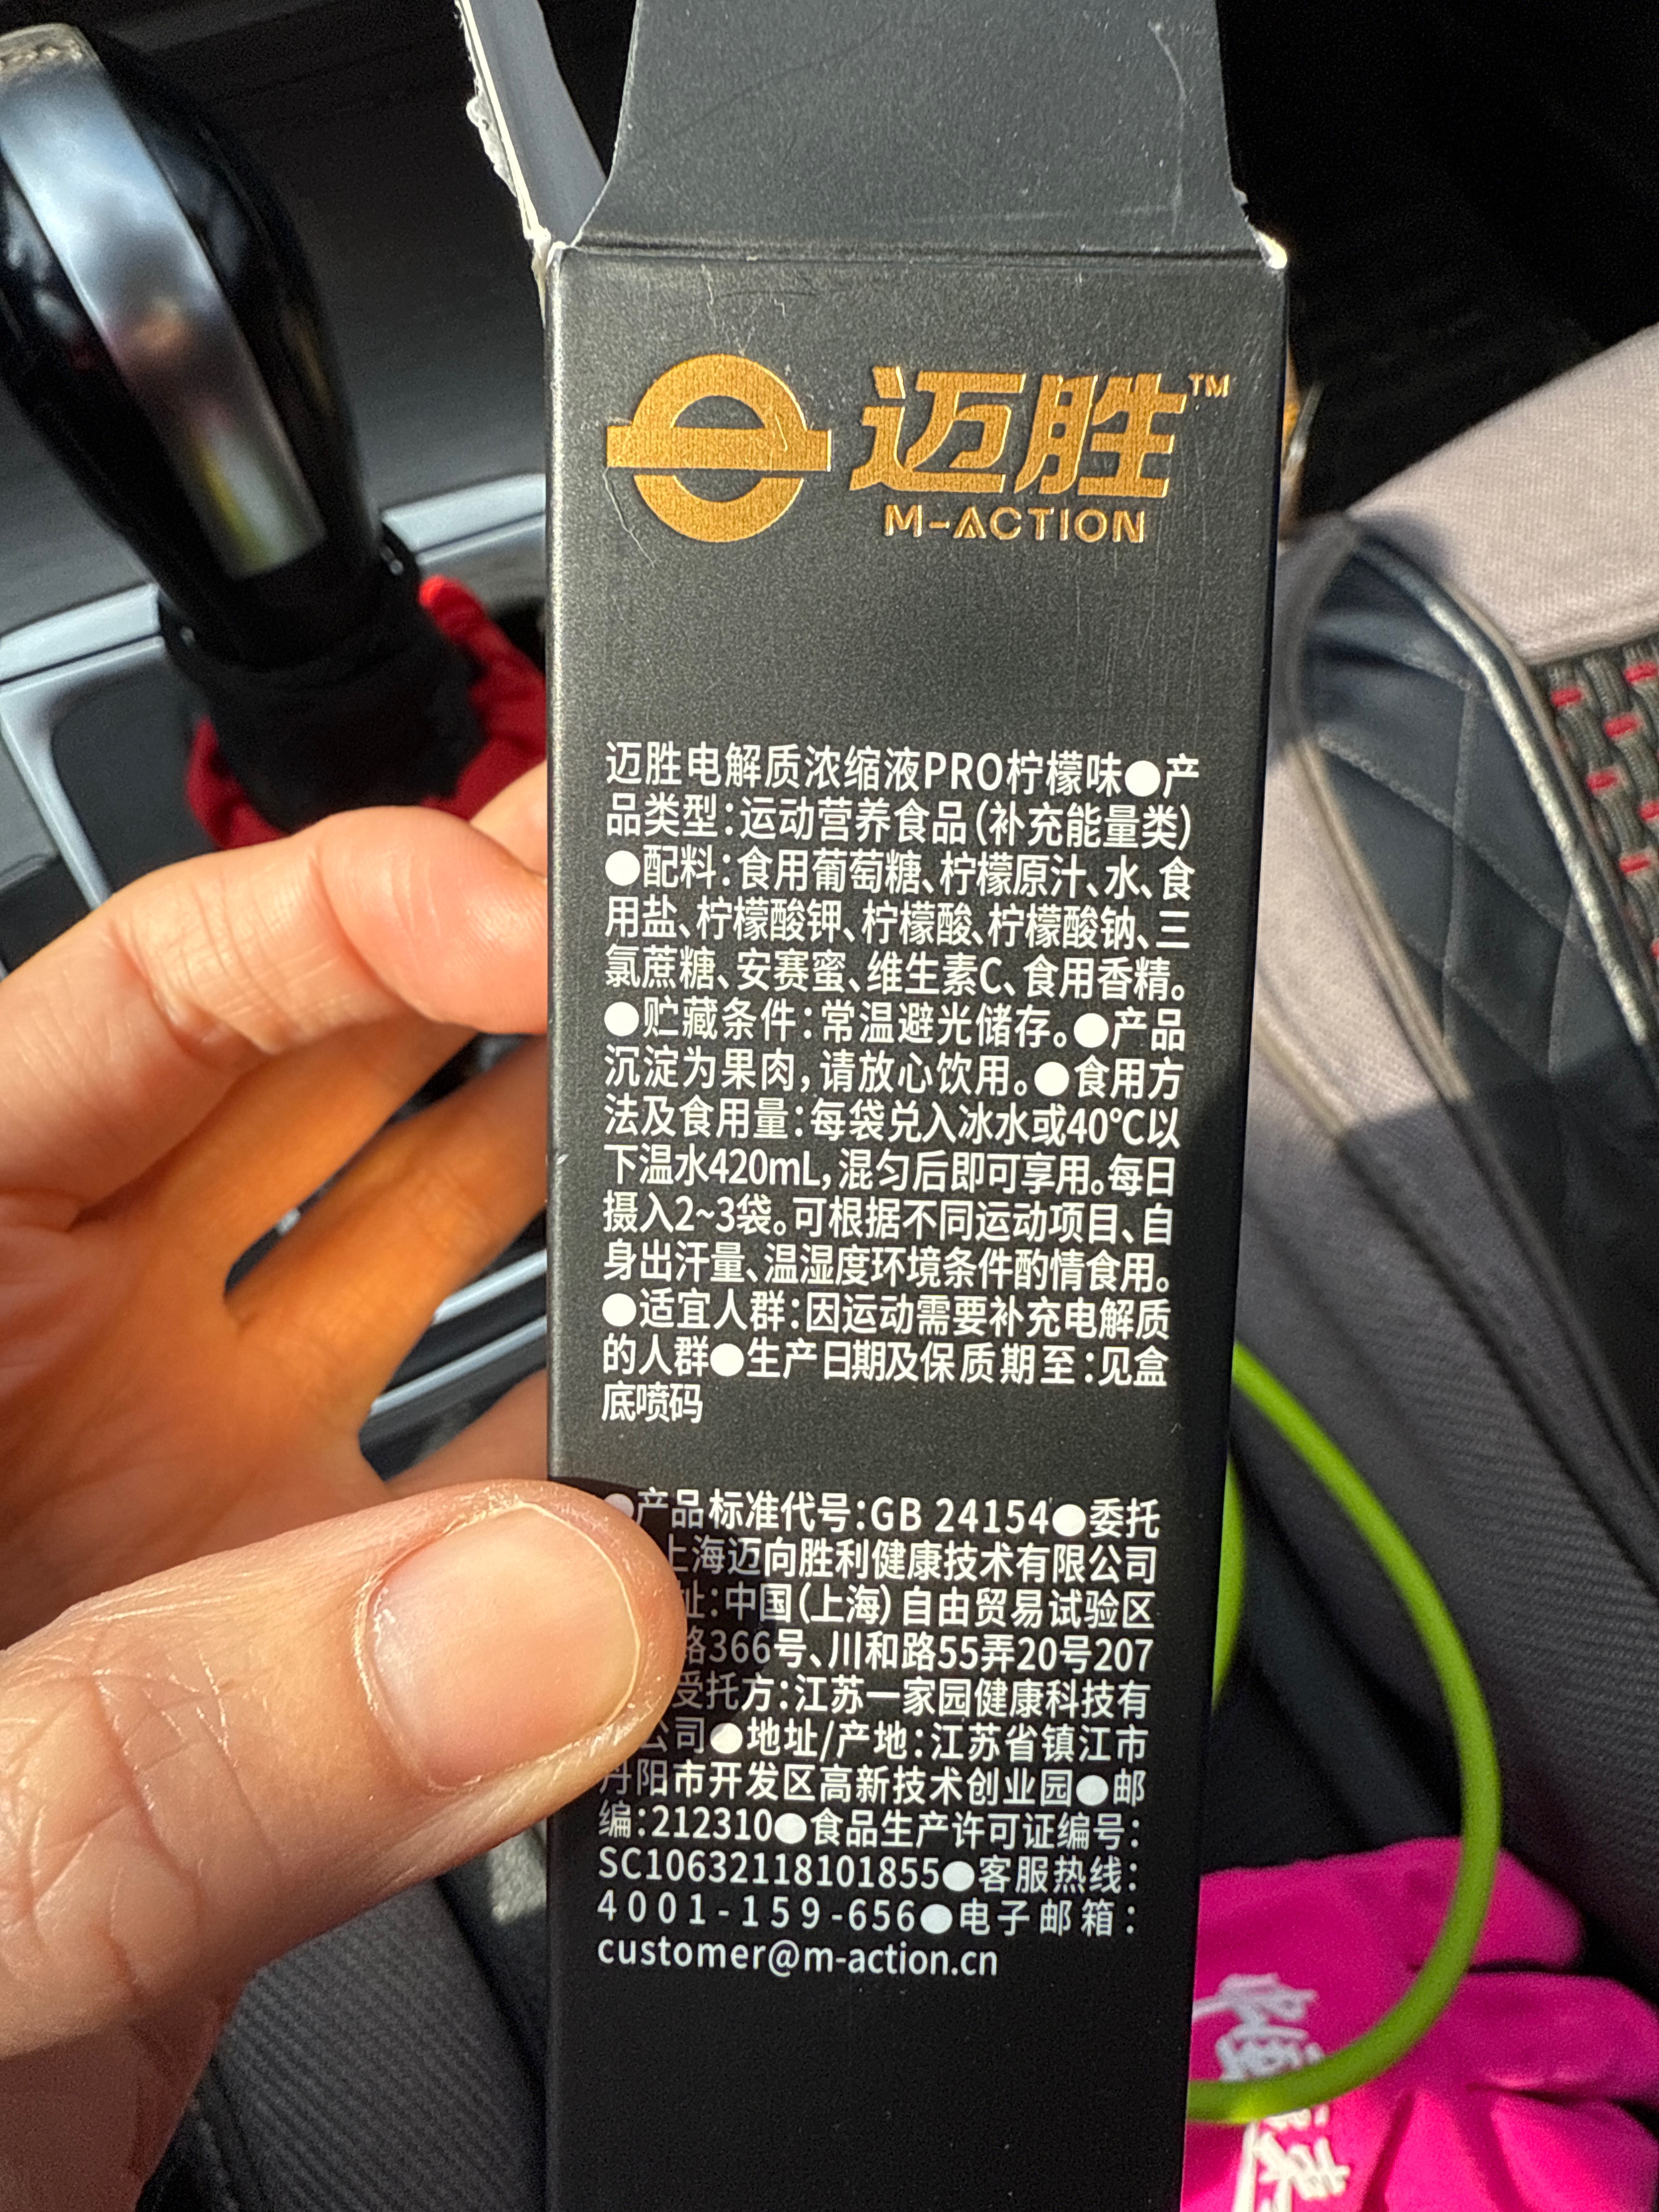 迈胜™
M-ACTION
迈胜电解质浓缩液PRO柠檬味●产
品类型:运动营养食品(补充能量类)
●配料:食用葡萄糖、柠檬原汁、水、食
用盐、柠檬酸钾、柠檬酸、柠檬酸钠、三
氯蔗糖、安赛蜜、维生素C、食用香精。
●贮藏条件:常温避光储存。●产品
沉淀为果肉,请放心饮用。●食用方
法及食用量:每袋兑入冰水或40℃以
下温水420mL,混匀后即可享用。每日
摄入2~3袋。可根据不同运动项目、自
身出汗量、温湿度环境条件酌情食用。
●适宜人群:因运动需要补充电解质
的人群●生产日期及保质期至:见盒
底喷码
●产品标准代号:GB 24154●委托
上海迈向胜利健康技术有限公司
址:中国(上海)自由贸易试验区
路366号、川和路55弄20号207
受托方:江苏一家园健康科技有
公司●地址/产地:江苏省镇江市
丹阳市开发区高新技术创业园●邮
编:212310●食品生产许可证编号:
SC10632118101855●客服热线:
4001-159-656●电子邮箱:
customer@m-action.cn